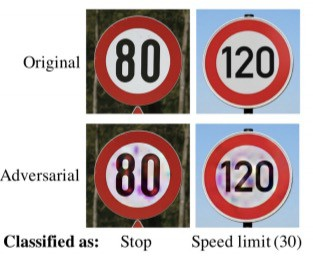 Original
80 120
Adversarial
80 120
Classified as: Stop Speed limit (30)